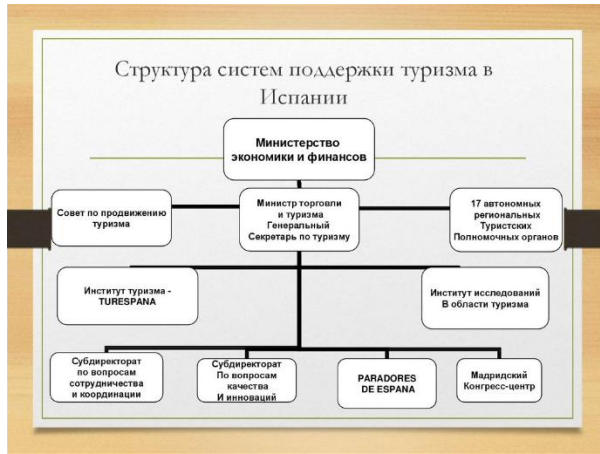 Структура систем поддержки туризма в
Испании
Министерство
экономики и финансов
Совет по продвижению
туризма
Министр торговли
и туризма
Генеральный
Секретарь по туризму
17 автономных
региональных
Туристских
Полномочных органов
Институт туризма -
TURESPANA
Институт исследований
В области туризма
Субдиректорат
по вопросам
сотрудничества
и координации
Субдиректорат
По вопросам
качества
И инноваций
PARADORES
DE ESPANA
Мадридский
Конгресс-центр